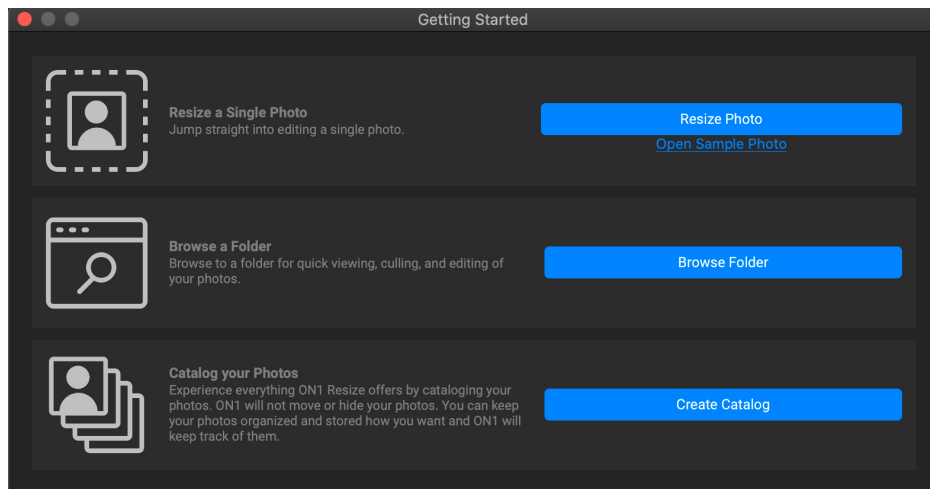 Getting Started
Resize a Single Photo
Jump straight into editing a single photo.
Resize Photo
Open Sample Photo
Browse a Folder
Browse to a folder for quick viewing, culling, and editing of
your photos.
Browse Folder
Catalog your Photos
Experience everything ON1 Resize offers by cataloging your
photos. ON1 will not move or hide your photos. You can keep
your photos organized and stored how you want and ON1 will
keep track of them.
Create Catalog